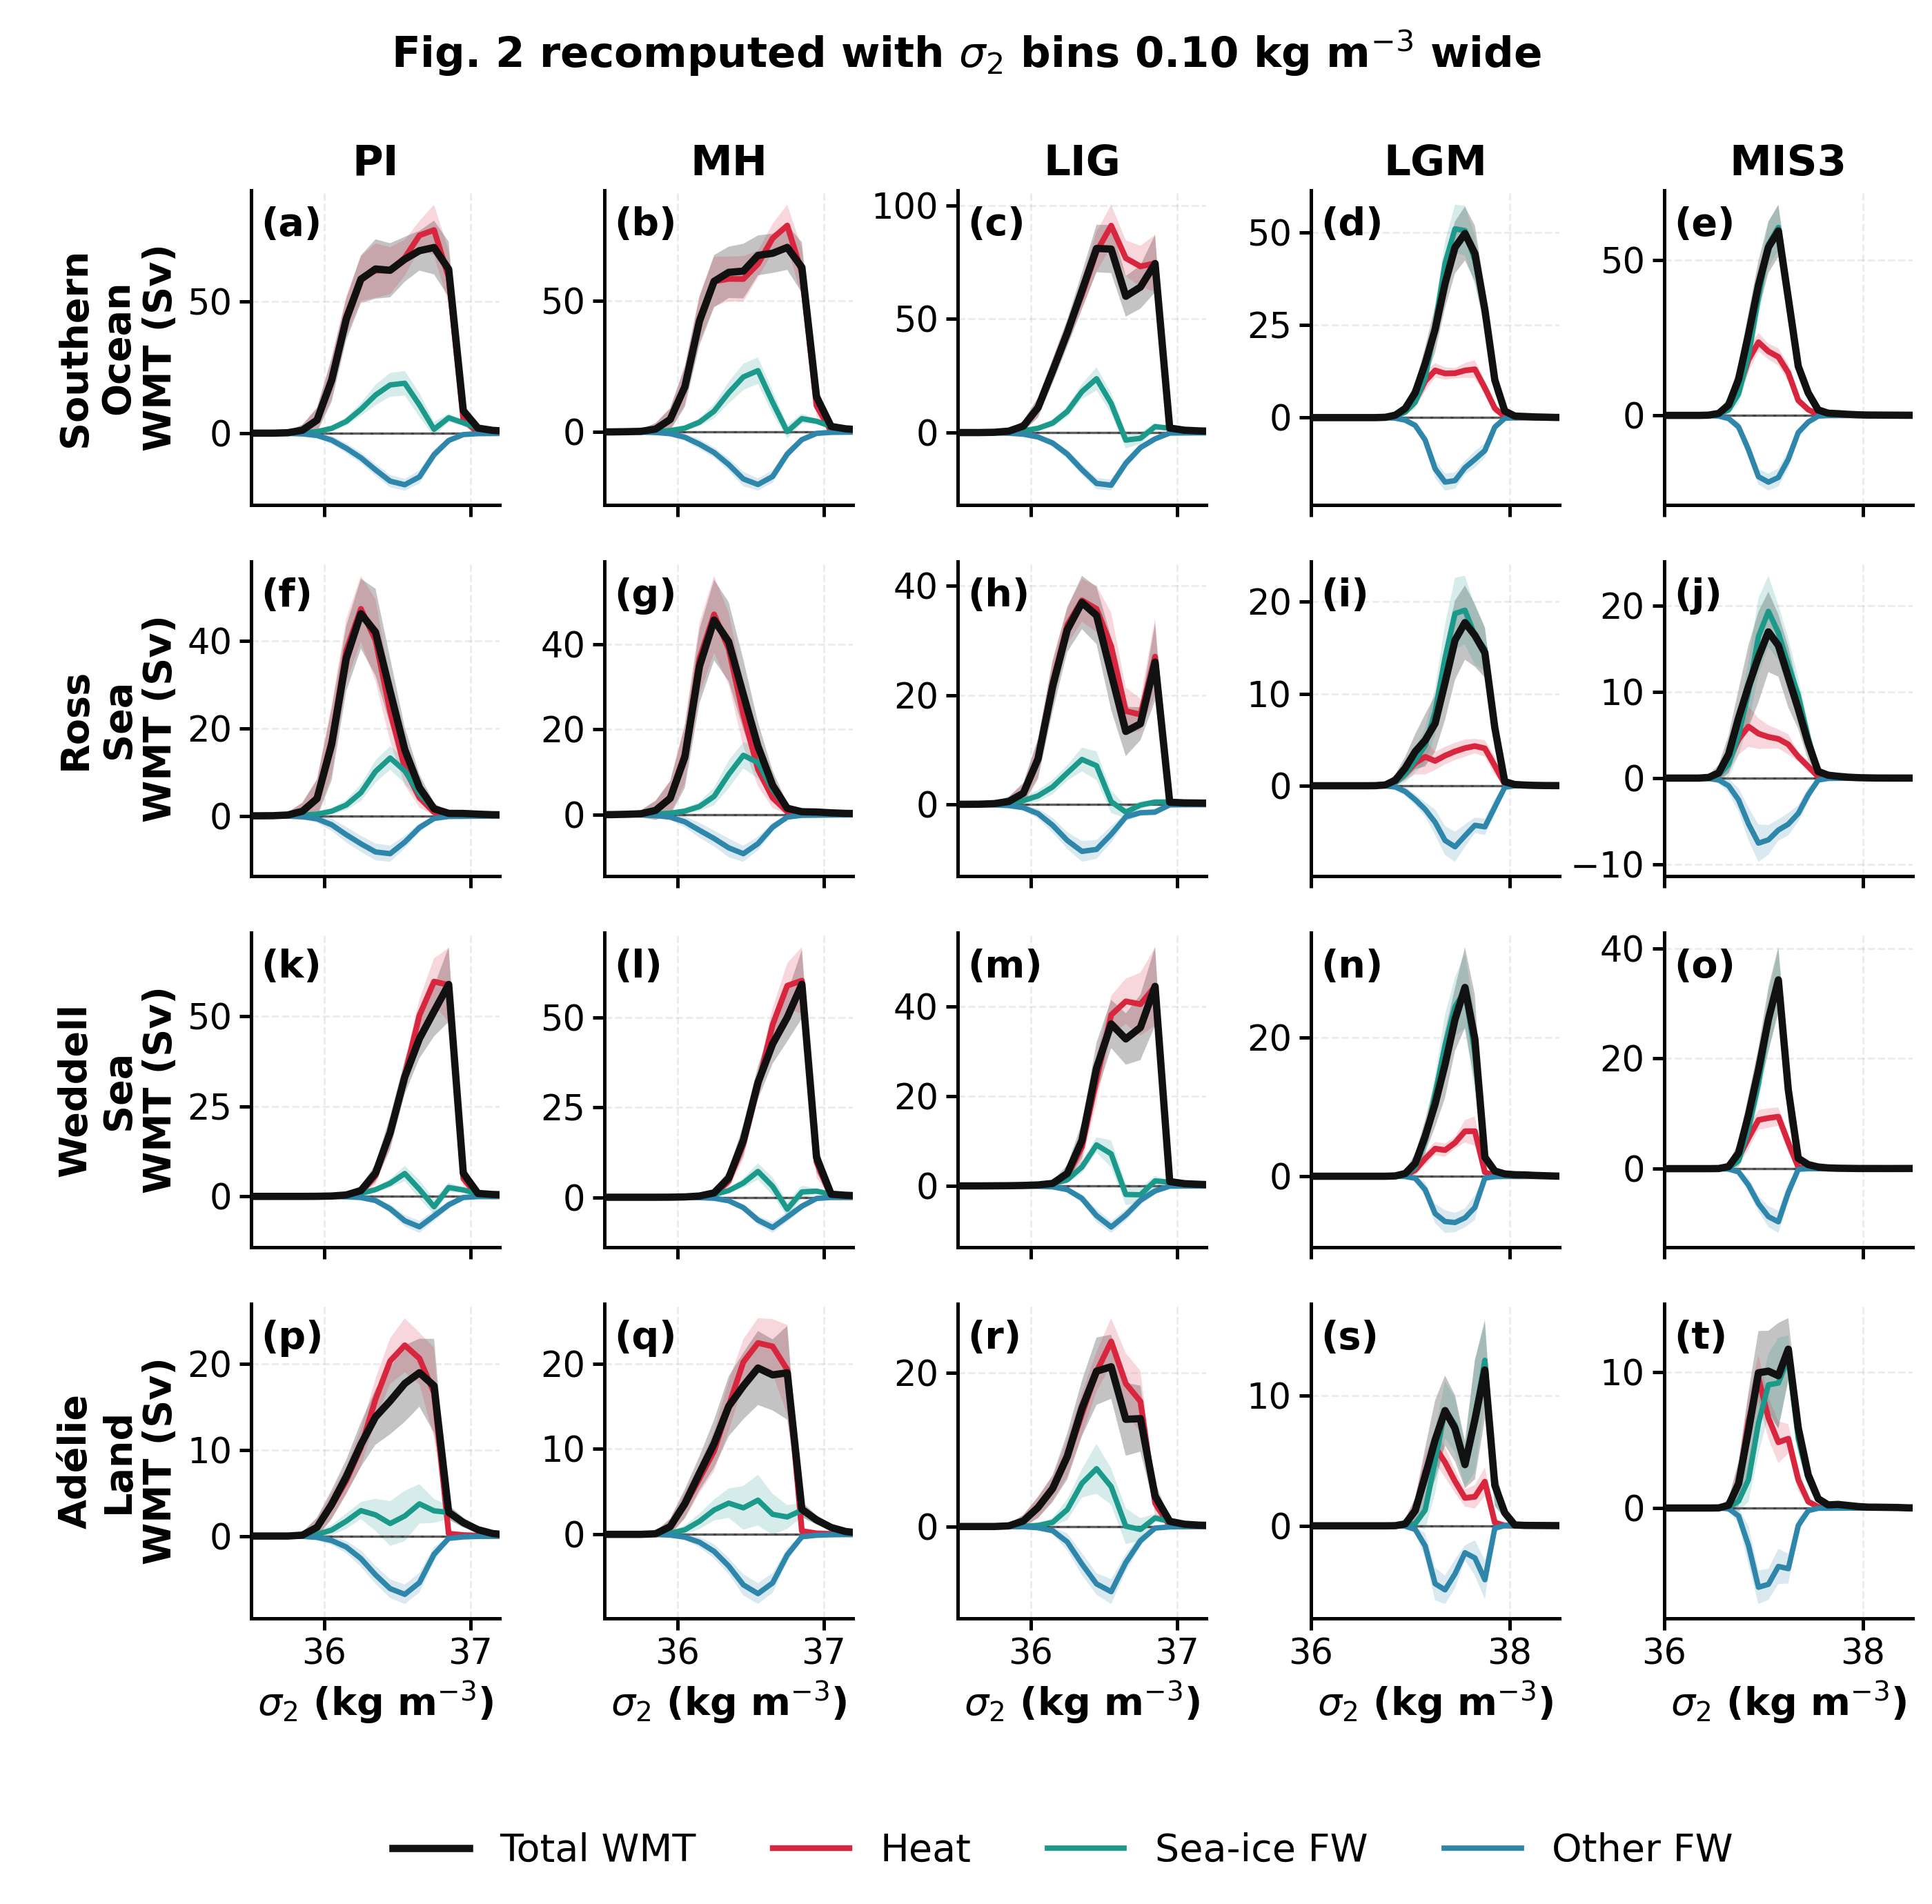 Fig. 2 recomputed with σ₂ bins 0.10 kg m⁻³ wide
PI MH LIG LGM MIS3
Southern
Ocean
WMT (Sv)
(a) (b) (c) (d) (e)
50
0
50
0
100
50
0
50
25
0
50
0
Ross
Sea
WMT (Sv)
(f) (g) (h) (i) (j)
40
20
0
40
20
0
40
20
0
20
10
0
20
10
0
−10
Weddell
Sea
WMT (Sv)
(k) (l) (m) (n) (o)
50
25
0
50
25
0
40
20
0
20
0
40
20
0
Adélie
Land
WMT (Sv)
(p) (q) (r) (s) (t)
20
10
0
20
10
0
20
0
10
0
10
0
36 37 36 37 36 37 36 38 36 38
σ₂ (kg m⁻³) σ₂ (kg m⁻³) σ₂ (kg m⁻³) σ₂ (kg m⁻³) σ₂ (kg m⁻³)
Total WMT Heat Sea-ice FW Other FW